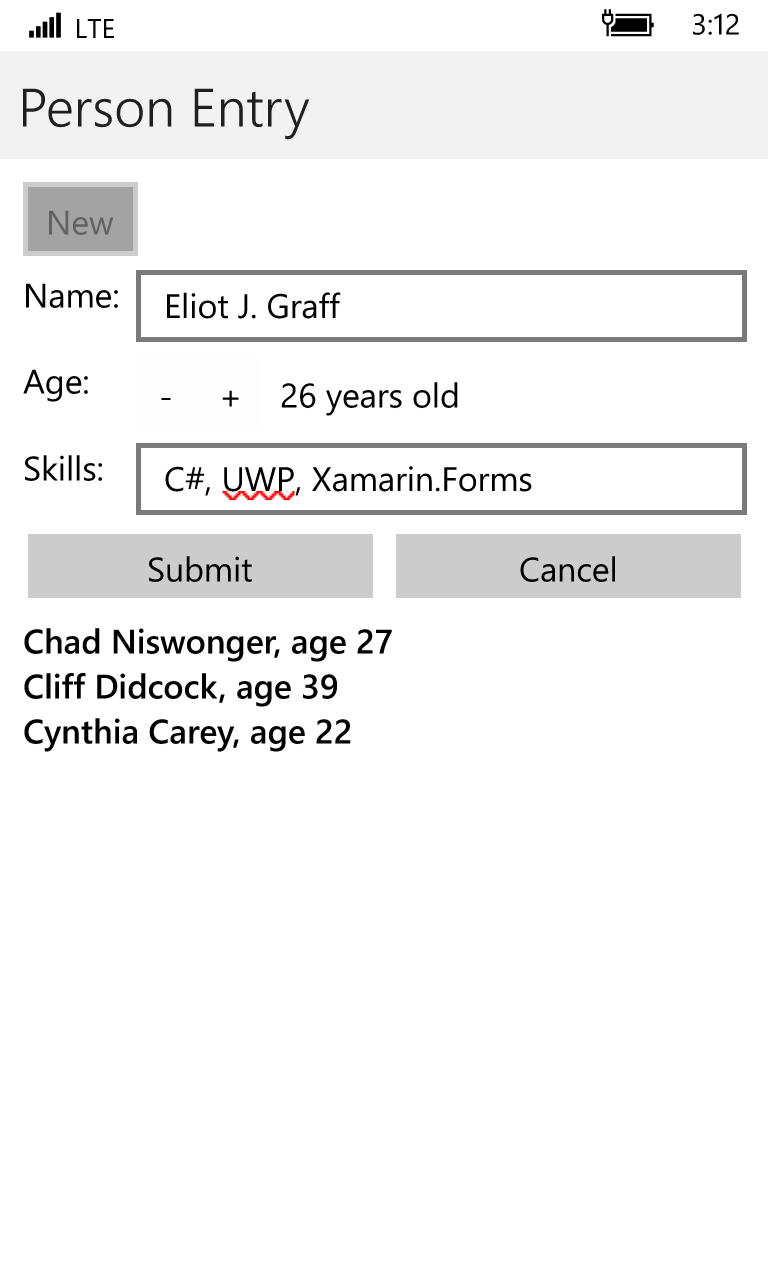 LTE 3:12
Person Entry
New
Name: Eliot J. Graff
Age: - + 26 years old
Skills: C#, UWP, Xamarin.Forms
Submit Cancel
Chad Niswonger, age 27
Cliff Didcock, age 39
Cynthia Carey, age 22